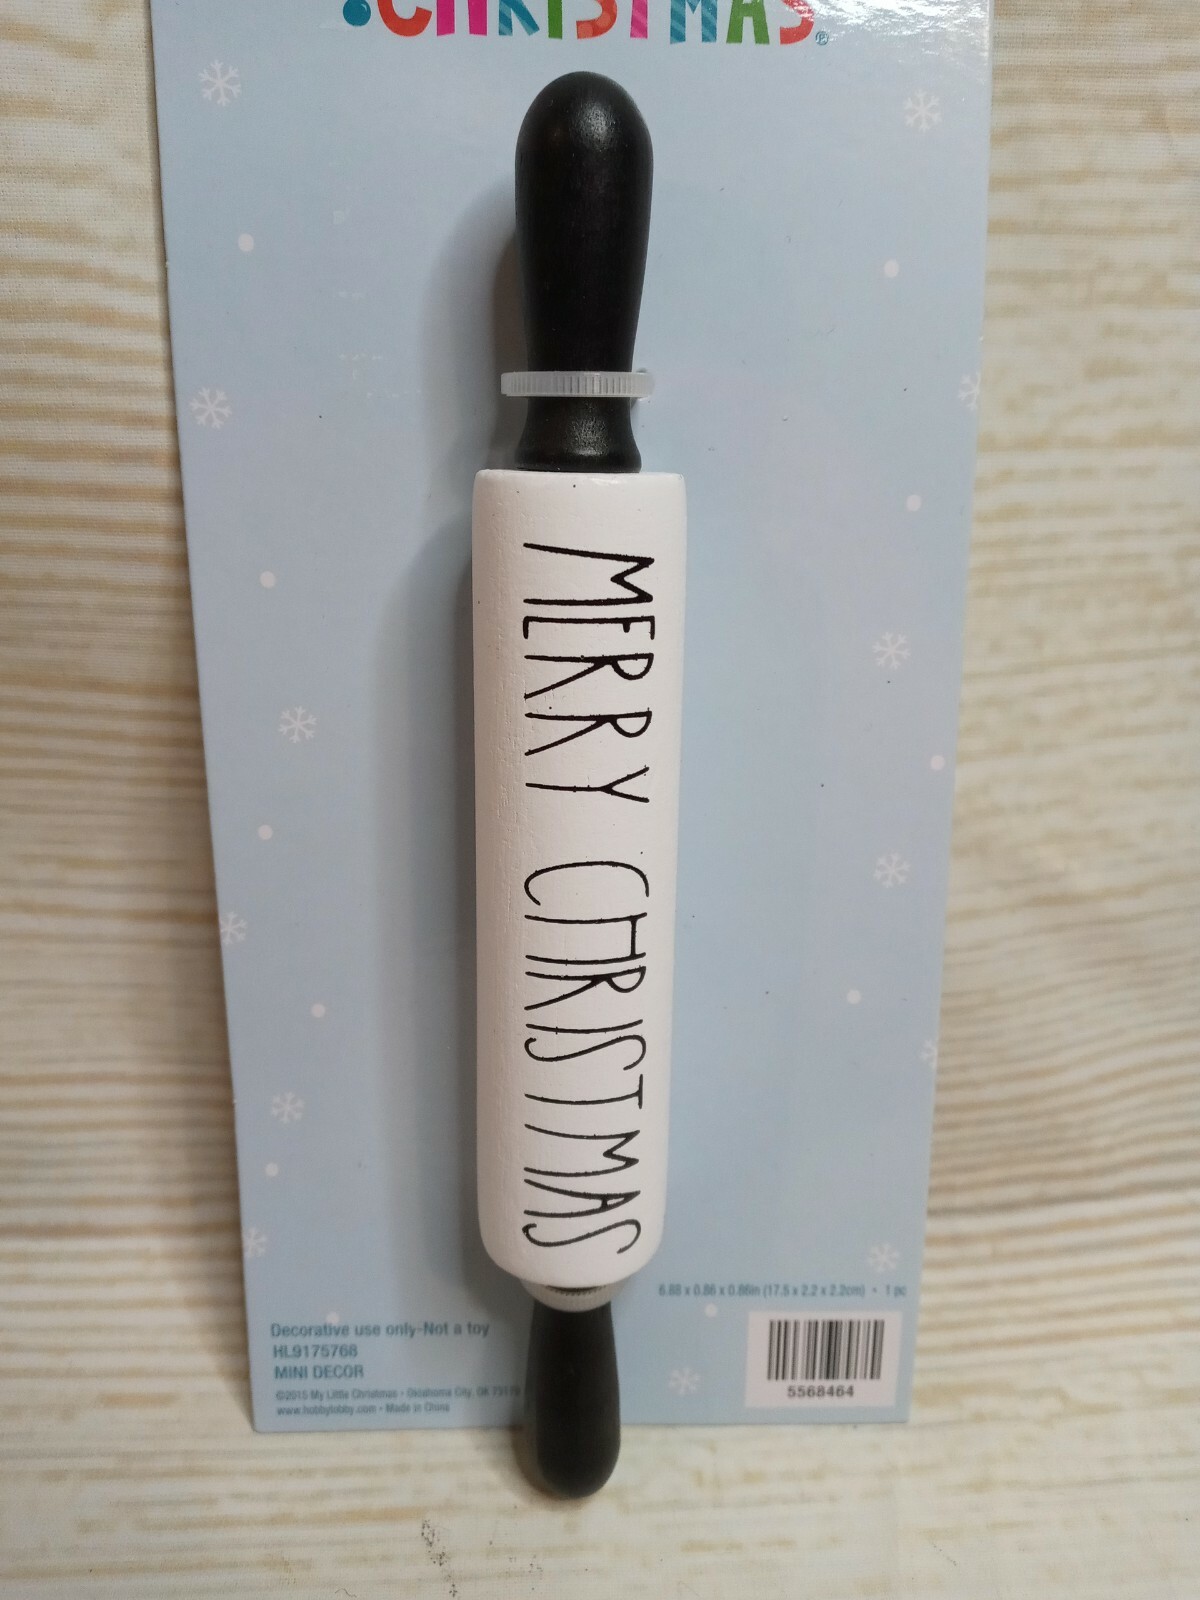 CHRISTMAS®
MERRY CHRISTMAS
6.88 x 0.86 x 0.86in (17.5 x 2.2 x 2.2cm) • 1 pc
Decorative use only-Not a toy
HL9175768
MINI DECOR
©2015 My Little Christmas • Oklahoma City, OK 73179
www.hobbylobby.com • Made in China
5568464